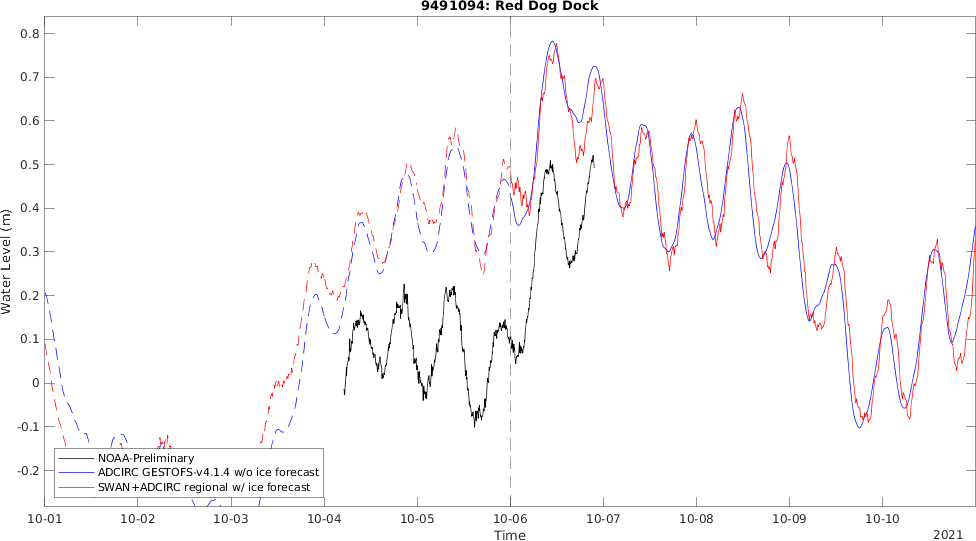 9491094: Red Dog Dock
0.8
0.7
0.6
0.5
0.4
0.3
0.2
0.1
0
-0.1
-0.2
Water Level (m)
NOAA-Preliminary
ADCIRC GESTOFS-v4.1.4 w/o ice forecast
SWAN+ADCIRC regional w/ ice forecast
10-01 10-02 10-03 10-04 10-05 10-06 10-07 10-08 10-09 10-10
Time
2021